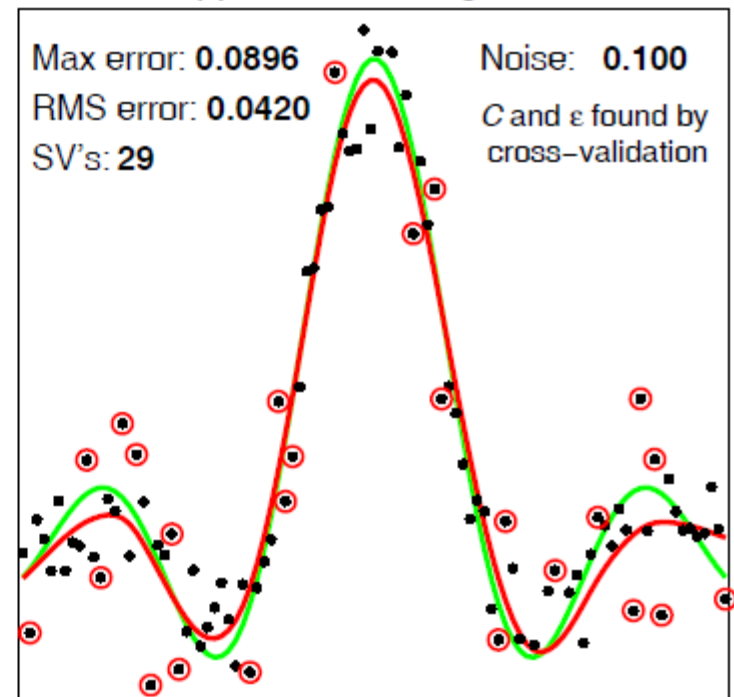 Max error: 0.0896
RMS error: 0.0420
SV's: 29
Noise: 0.100
C and ε found by
cross−validation